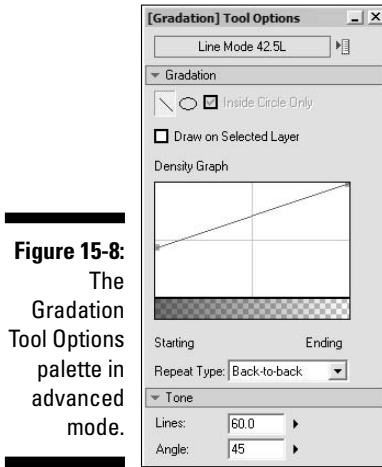 [Gradation] Tool Options
Line Mode 42.5L
Gradation
Inside Circle Only
Draw on Selected Layer
Density Graph
Starting Ending
Repeat Type: Back-to-back
Tone
Lines: 60.0
Angle: 45
Figure 15-8:
The
Gradation
Tool Options
palette in
advanced
mode.